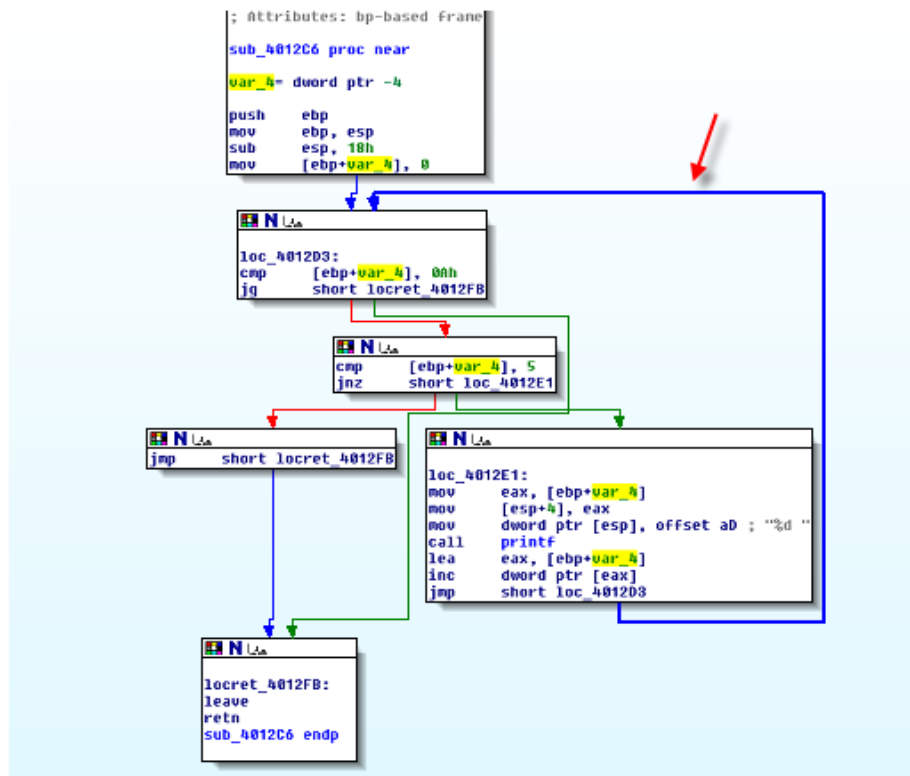 ; Attributes: bp-based frame
sub_4012C6 proc near
var_4= dword ptr -4
push ebp
mov ebp, esp
sub esp, 18h
mov [ebp+var_4], 0
N
loc_4012D3:
cmp [ebp+var_4], 0Ah
jg short locret_4012FB
N
cmp [ebp+var_4], 5
jnz short loc_4012E1
N
jmp short locret_4012FB
N
loc_4012E1:
mov eax, [ebp+var_4]
mov [esp+4], eax
mov dword ptr [esp], offset aD ; "%d "
call printf
lea eax, [ebp+var_4]
inc dword ptr [eax]
jmp short loc_4012D3
N
locret_4012FB:
leave
retn
sub_4012C6 endp